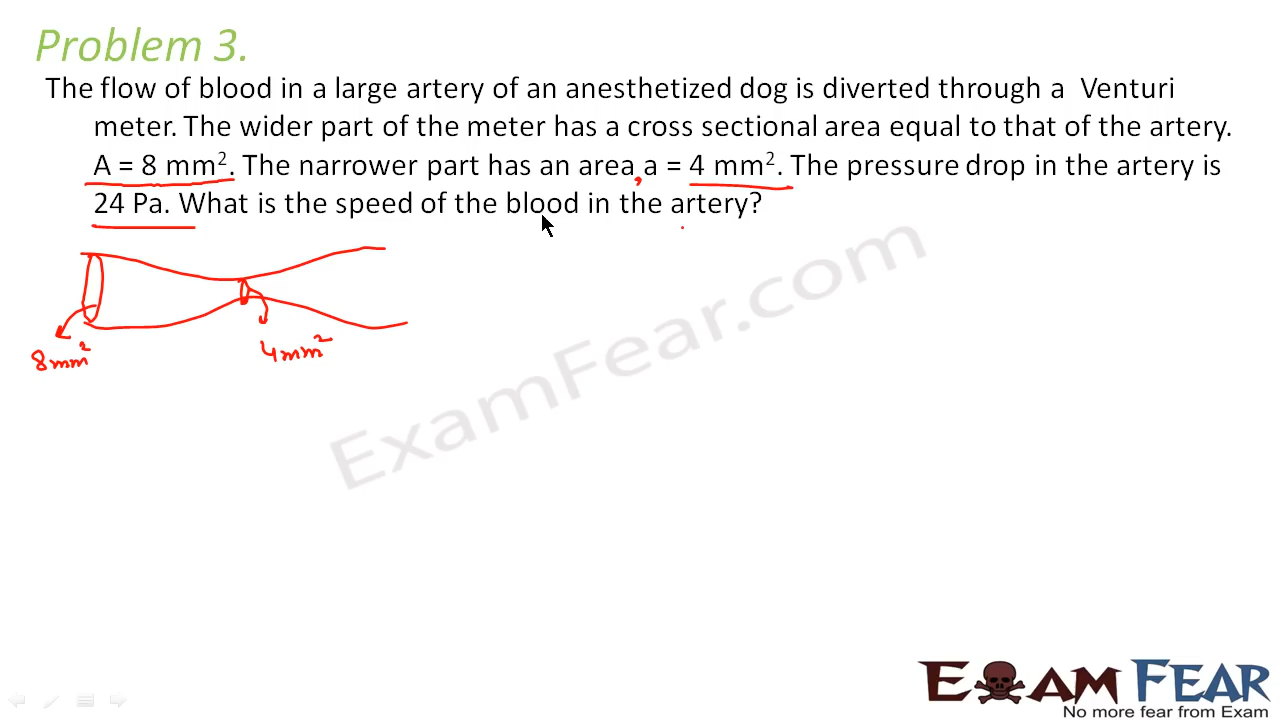 Problem 3.
The flow of blood in a large artery of an anesthetized dog is diverted through a Venturi
meter. The wider part of the meter has a cross sectional area equal to that of the artery.
A = 8 mm². The narrower part has an area, a = 4 mm². The pressure drop in the artery is
24 Pa. What is the speed of the blood in the artery?
8mm²
4mm²
ExamFear.com
EXAM FEAR
No more fear from Exam